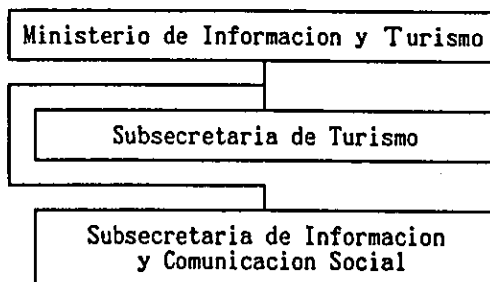 Ministerio de Informacion y Turismo
Subsecretaria de Turismo
Subsecretaria de Informacion
y Comunicacion Social